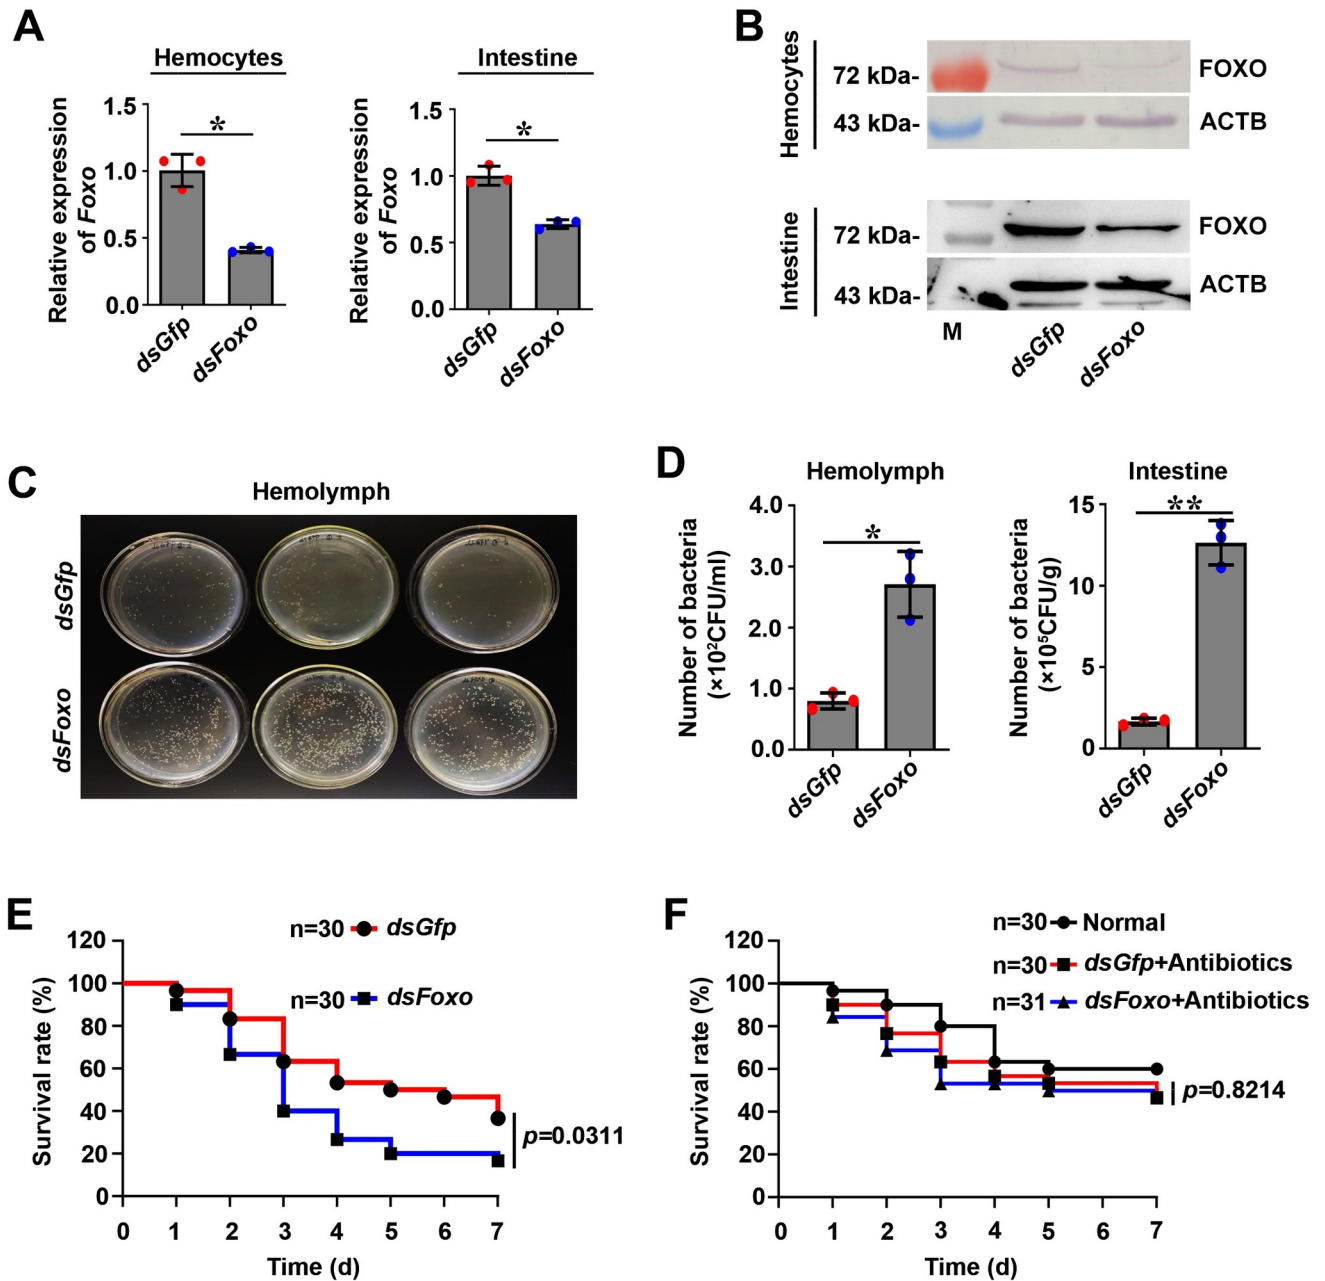 A
Hemocytes
Relative expression
of Foxo
1.5
1.0
0.5
0.0
*
dsGfp
dsFoxo
Intestine
Relative expression
of Foxo
1.5
1.0
0.5
0.0
*
dsGfp
dsFoxo
B
Hemocytes
72 kDa-
FOXO
43 kDa-
ACTB
Intestine
72 kDa-
FOXO
43 kDa-
ACTB
M
dsGfp
dsFoxo
C
Hemolymph
dsGfp
dsFoxo
D
Hemolymph
Number of bacteria
(×10²CFU/ml)
4.0
3.0
2.0
1.0
0.0
*
dsGfp
dsFoxo
Intestine
Number of bacteria
(×10⁵CFU/g)
15
10
5
0
**
dsGfp
dsFoxo
E
n=30 dsGfp
n=30 dsFoxo
Survival rate (%)
120
100
80
60
40
20
0
p=0.0311
0 1 2 3 4 5 6 7
Time (d)
F
n=30 Normal
n=30 dsGfp+Antibiotics
n=31 dsFoxo+Antibiotics
Survival rate (%)
120
100
80
60
40
20
0
p=0.8214
0 1 2 3 4 5 6 7
Time (d)